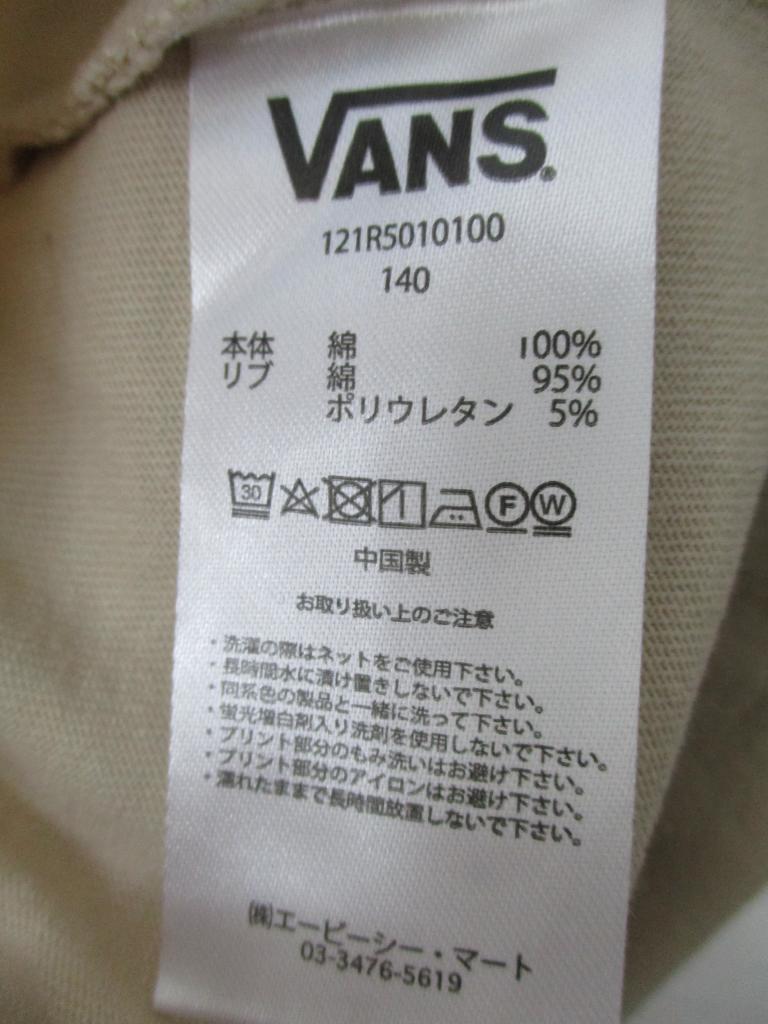 VANS®
121R5010100
140
本体 綿 100%
リブ 綿 95%
ポリウレタン 5%
30 F W
中国製
お取り扱い上のご注意
・洗濯の際はネットをご使用下さい。
・長時間水に漬け置きしないで下さい。
・同系色の製品と一緒に洗って下さい。
・蛍光増白剤入り洗剤を使用しないで下さい。
・プリント部分のもみ洗いはお避け下さい。
・プリント部分のアイロンはお避け下さい。
・濡れたままで長時間放置しないで下さい。
㈱エービーシー・マート
03-3476-5619